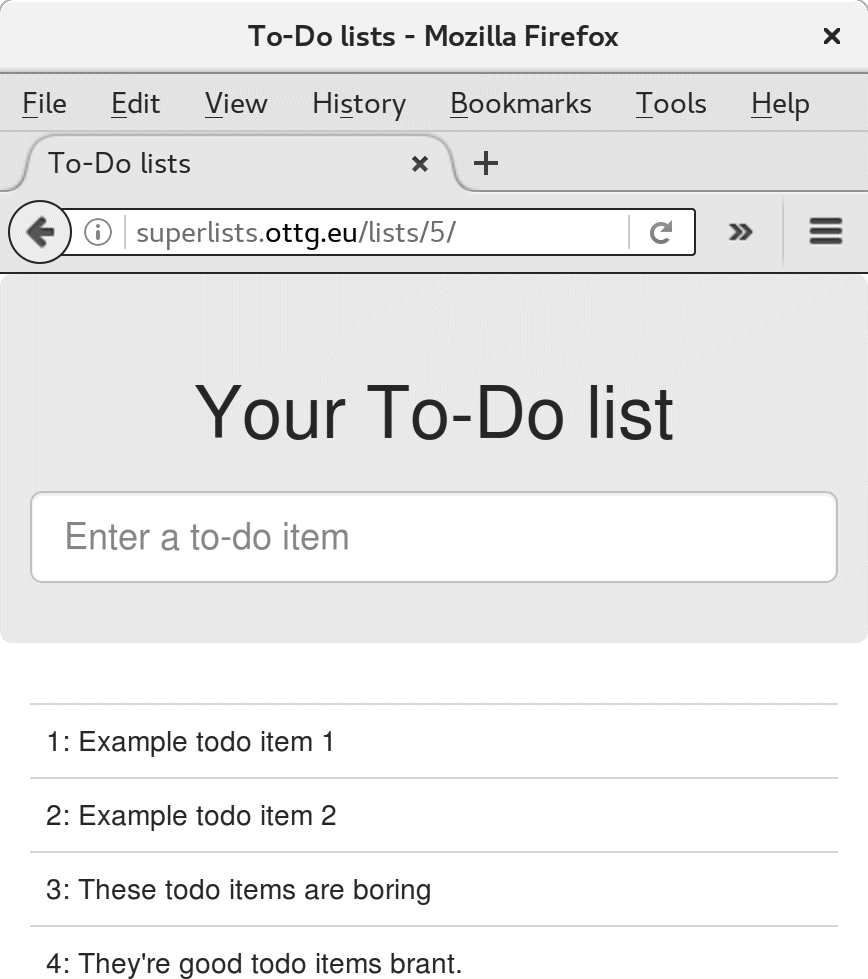 To-Do lists - Mozilla Firefox
File Edit View History Bookmarks Tools Help
To-Do lists
superlists.ottg.eu/lists/5/
Your To-Do list
Enter a to-do item
1: Example todo item 1
2: Example todo item 2
3: These todo items are boring
4: They're good todo items brant.